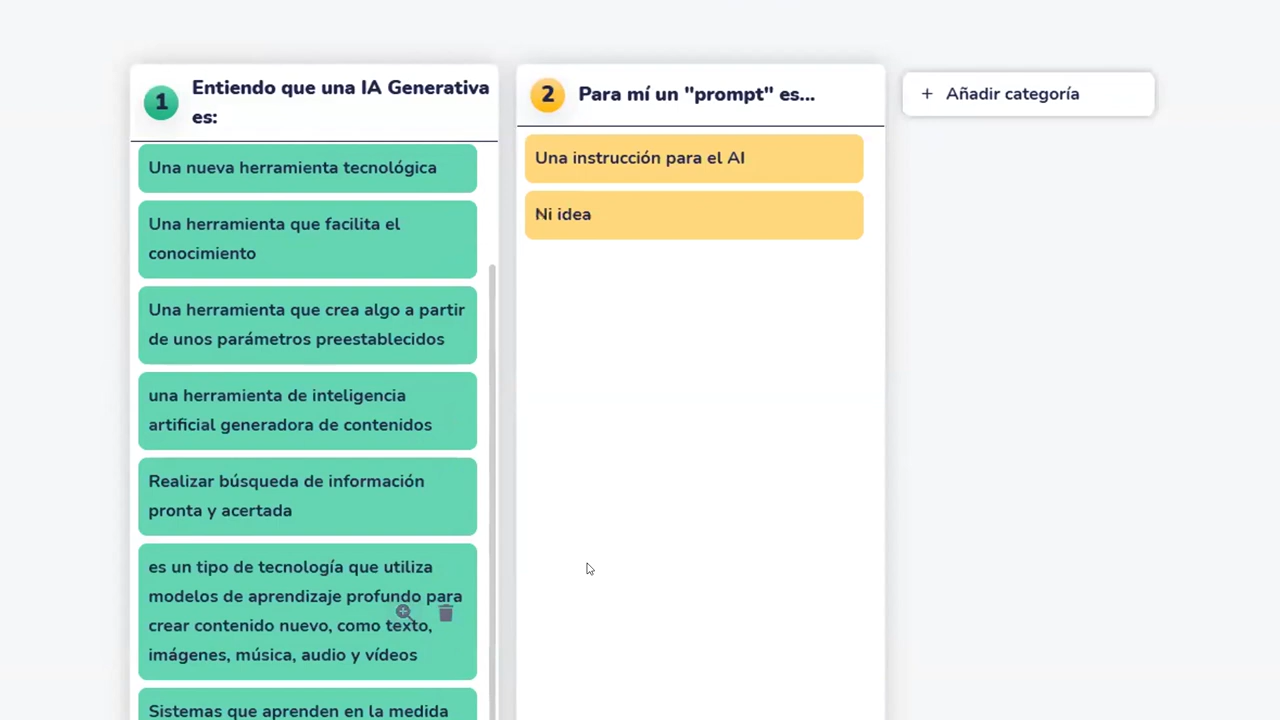 1
Entiendo que una IA Generativa
es:
Una nueva herramienta tecnológica
Una herramienta que facilita el
conocimiento
Una herramienta que crea algo a partir
de unos parámetros preestablecidos
una herramienta de inteligencia
artificial generadora de contenidos
Realizar búsqueda de información
pronta y acertada
es un tipo de tecnología que utiliza
modelos de aprendizaje profundo para
crear contenido nuevo, como texto,
imágenes, música, audio y vídeos
Sistemas que aprenden en la medida
2
Para mí un "prompt" es...
Una instrucción para el AI
Ni idea
+ Añadir categoría